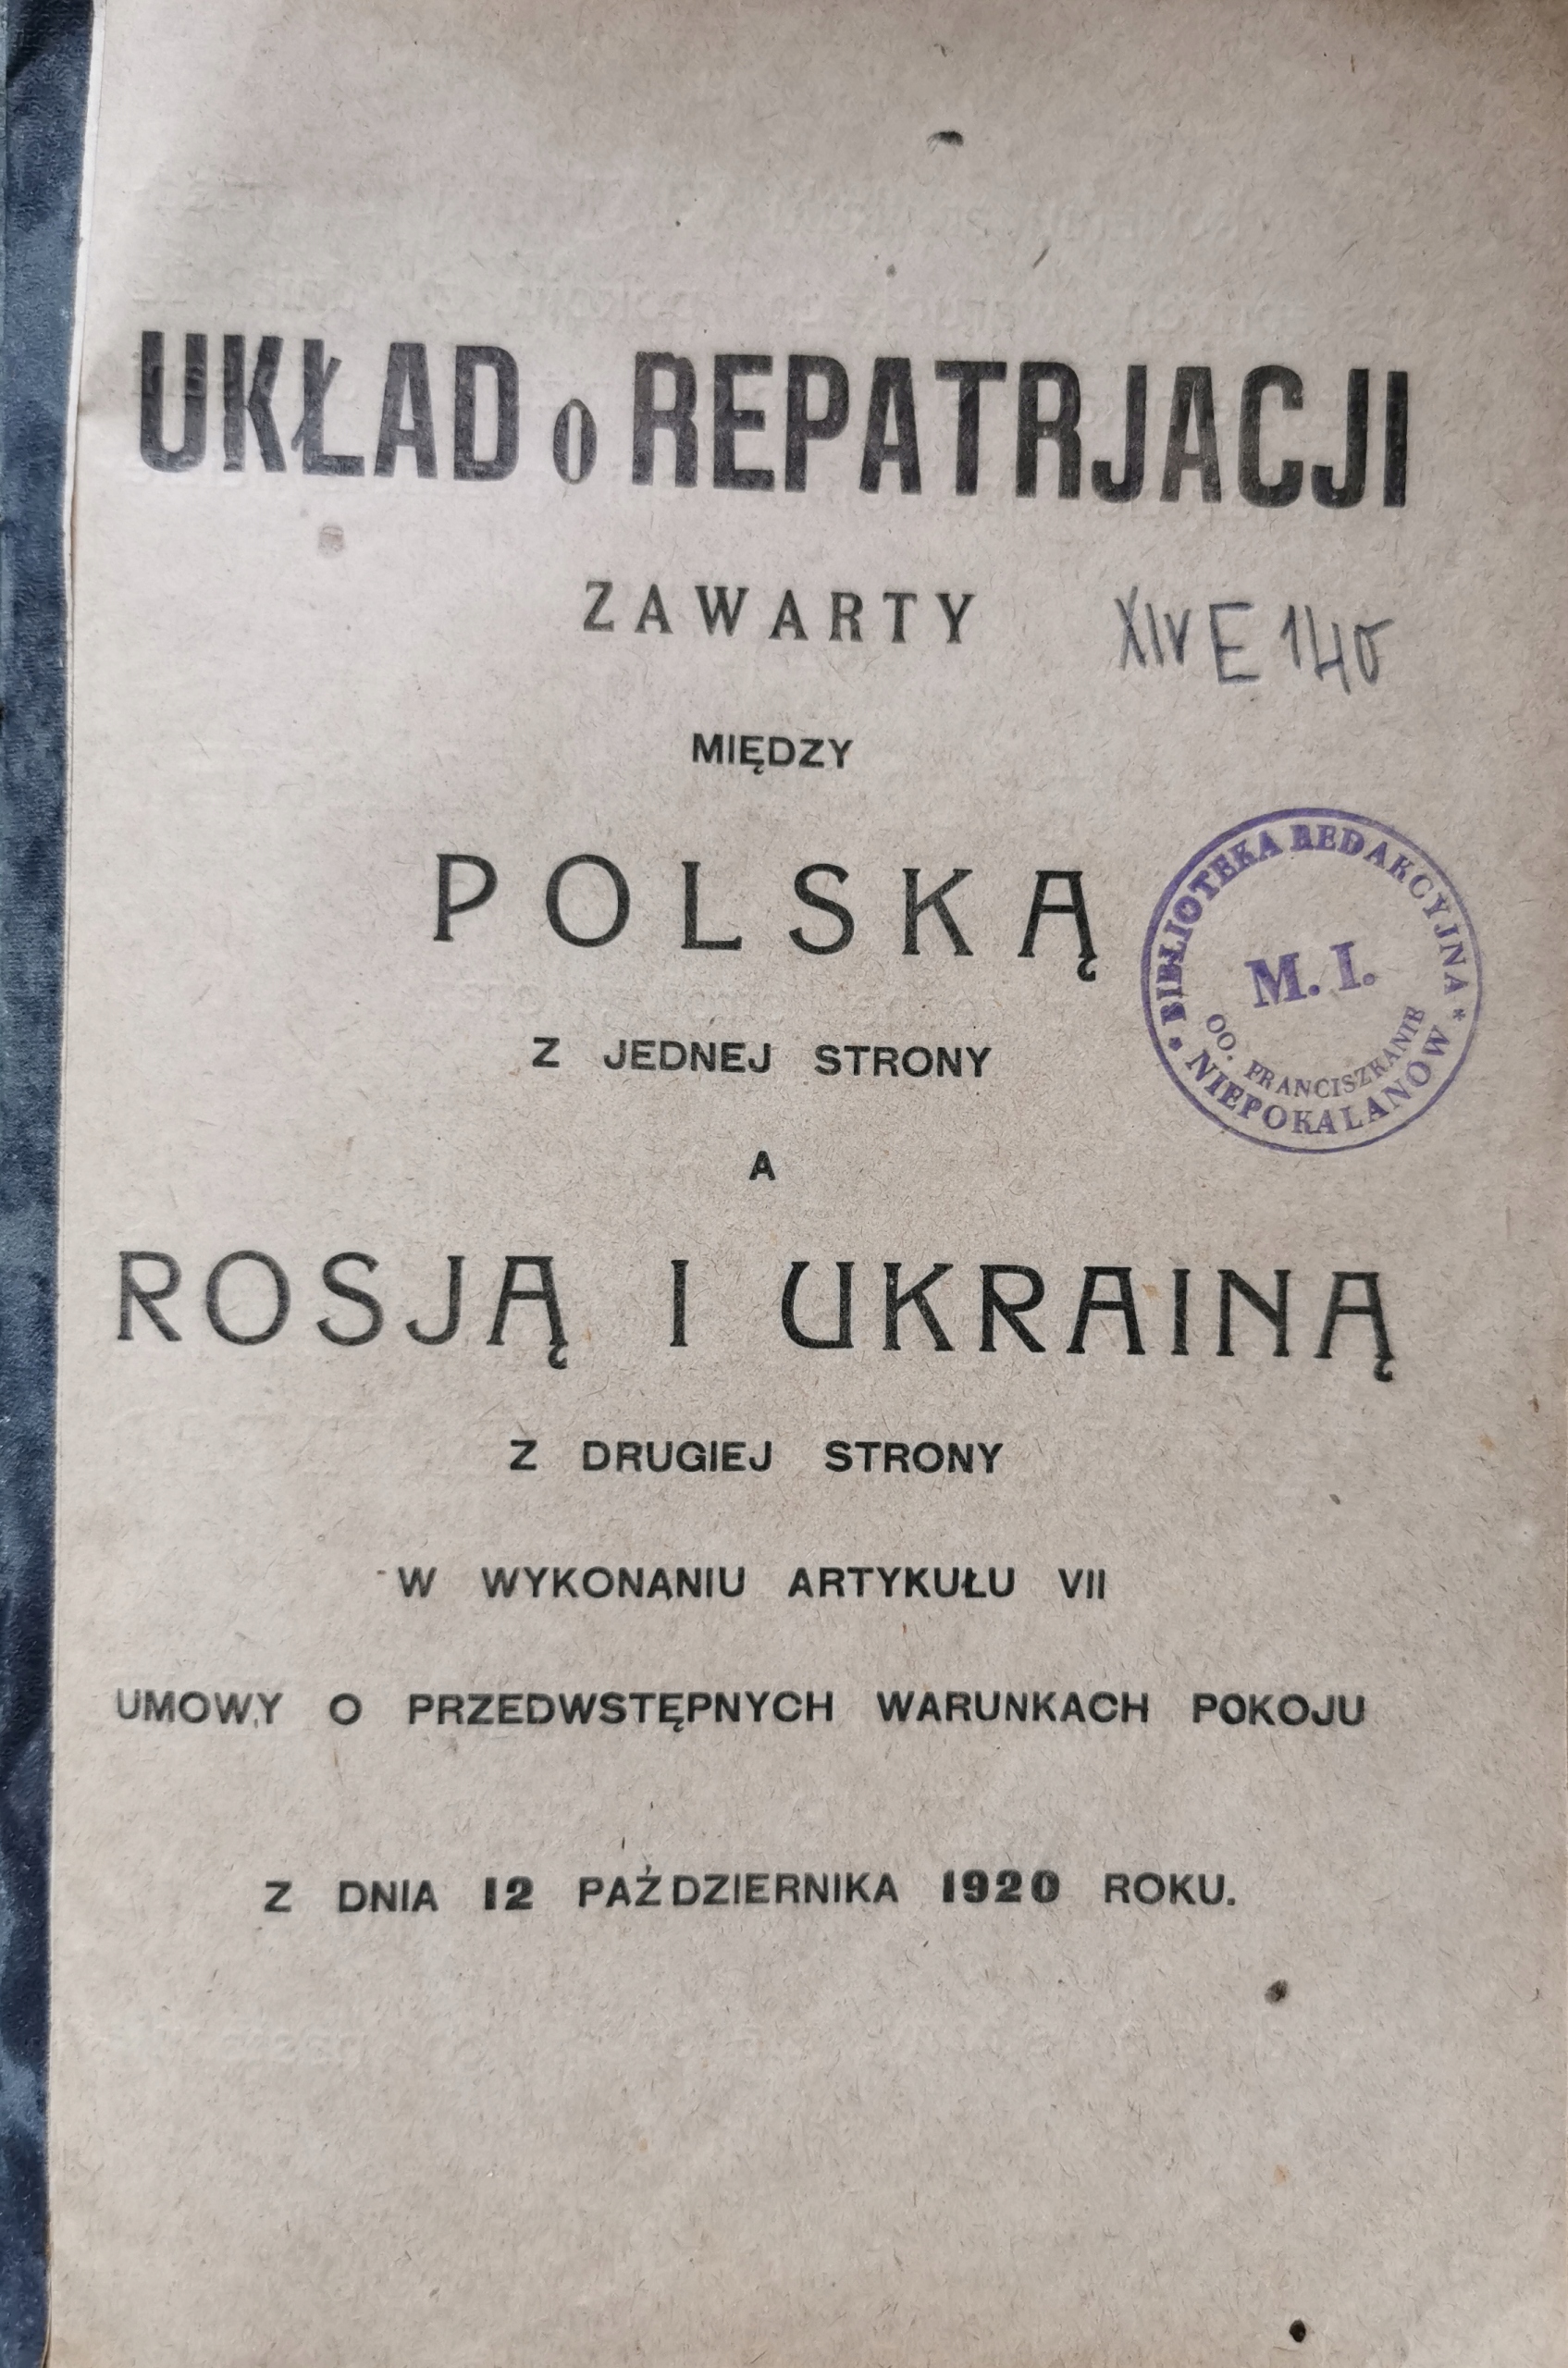 UKŁAD O REPATRJACJI
ZAWARTY
XIV E 140
MIĘDZY
POLSKĄ
* BIBLIOTEKA REDAKCYJNA *
M. I.
OO. FRANCISZKANIE
NIEPOKALANÓW
Z JEDNEJ STRONY
A
ROSJĄ I UKRAINĄ
Z DRUGIEJ STRONY
W WYKONANIU ARTYKUŁU VII
UMOWY O PRZEDWSTĘPNYCH WARUNKACH POKOJU
Z DNIA 12 PAŹDZIERNIKA 1920 ROKU.